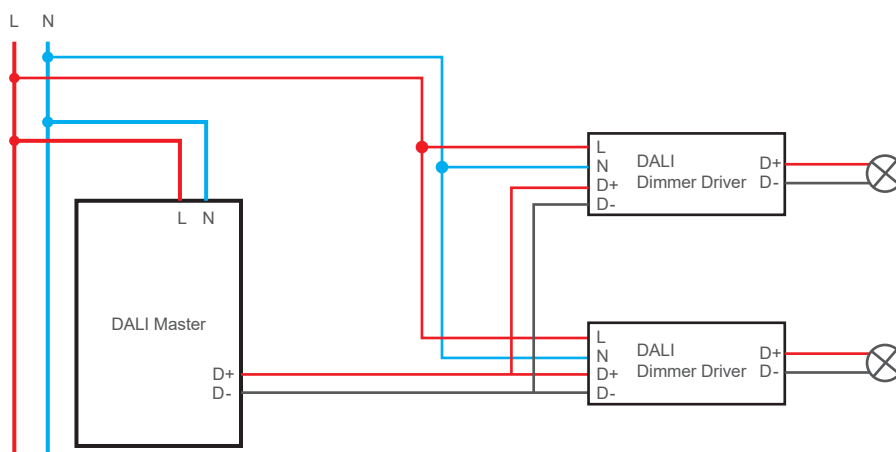 L N
L
N
D+
D-
DALI
Dimmer Driver
D+
D-
L N
DALI Master
D+
D-
L
N
D+
D-
DALI
Dimmer Driver
D+
D-